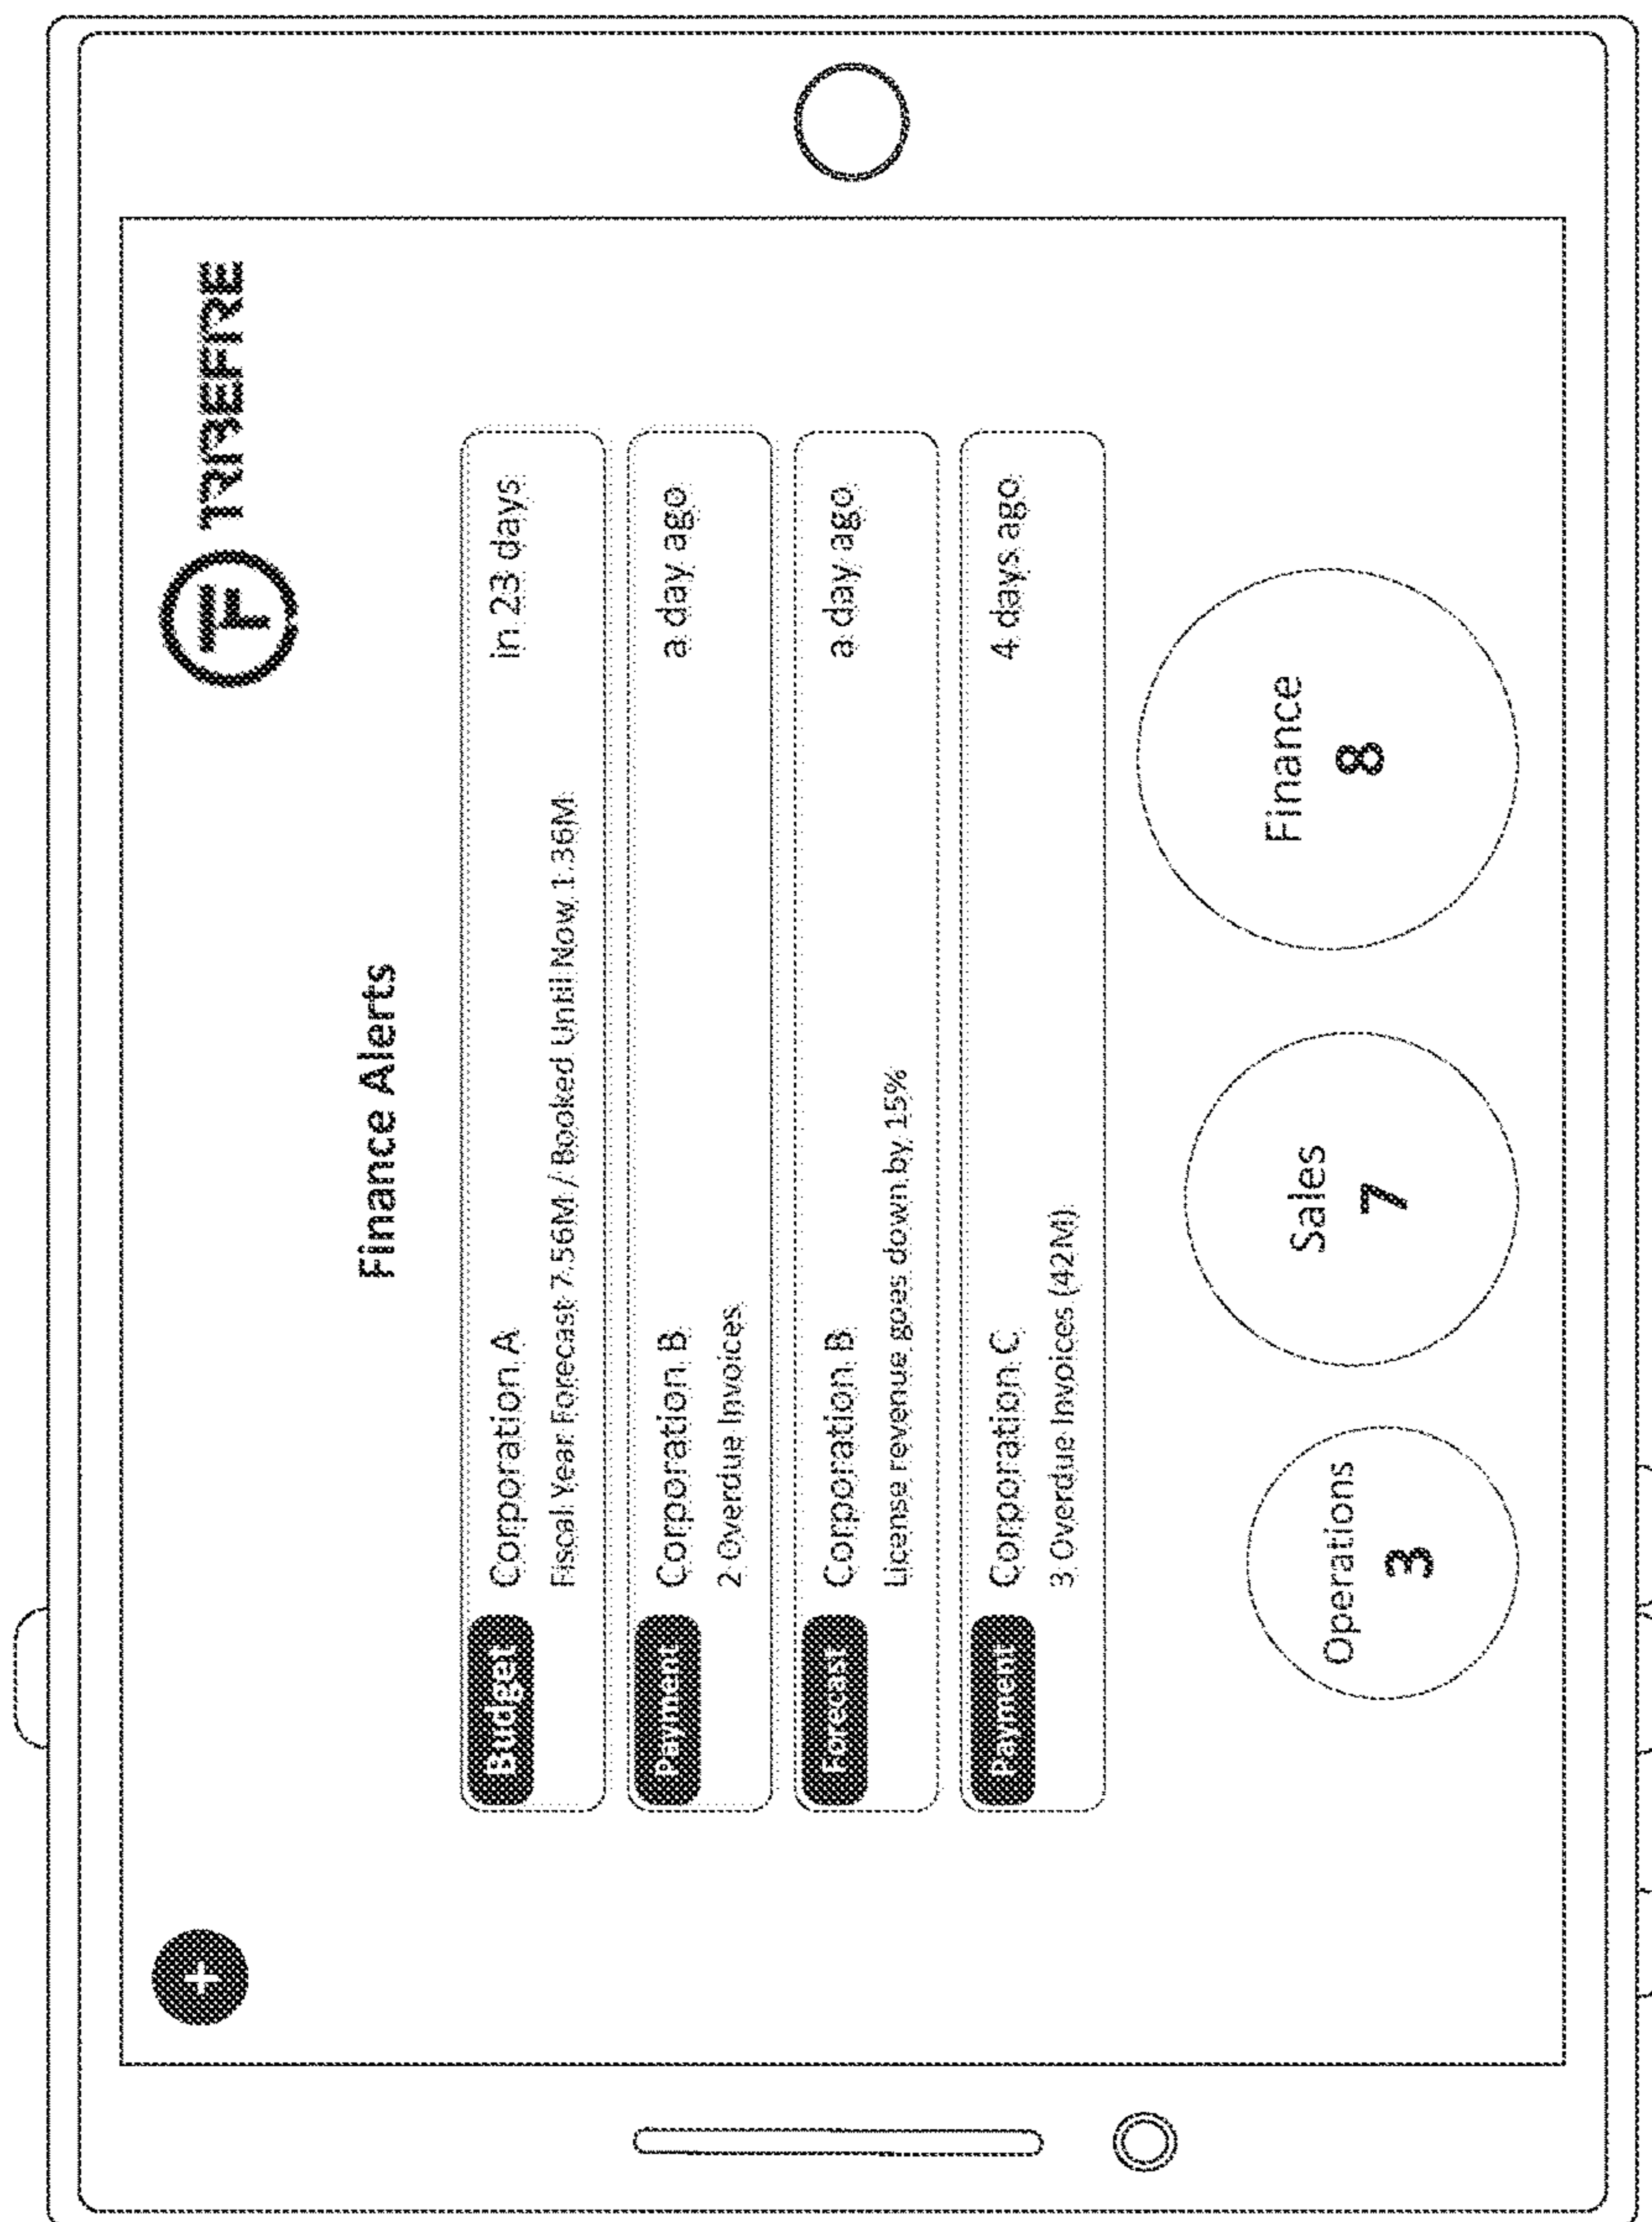 +
TF TRIBEFIRE
Finance Alerts
Budget Corporation A in 23 days
Fiscal Year Forecast 7.56M / Booked Until Now 1.36M
Payment Corporation B a day ago
2 Overdue Invoices
Forecast Corporation B a day ago
License revenue goes down by 15%
Payment Corporation C 4 days ago
3 Overdue Invoices (42M)
Operations
3
Sales
7
Finance
8